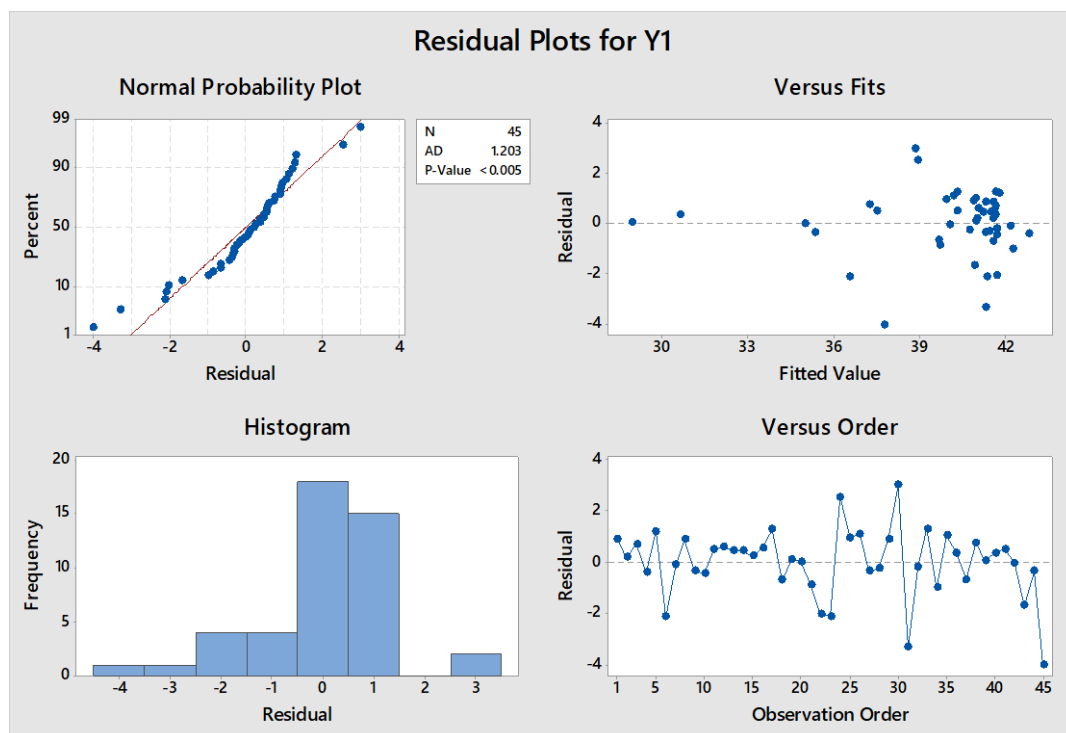 Residual Plots for Y1
Normal Probability Plot
Percent
99
90
50
10
1
-4 -2 0 2 4
Residual
N 45
AD 1.203
P-Value <0.005
Versus Fits
Residual
4
2
0
-2
-4
30 33 36 39 42
Fitted Value
Histogram
Frequency
20
15
10
5
0
-4 -3 -2 -1 0 1 2 3
Residual
Versus Order
Residual
4
2
0
-2
-4
1 5 10 15 20 25 30 35 40 45
Observation Order